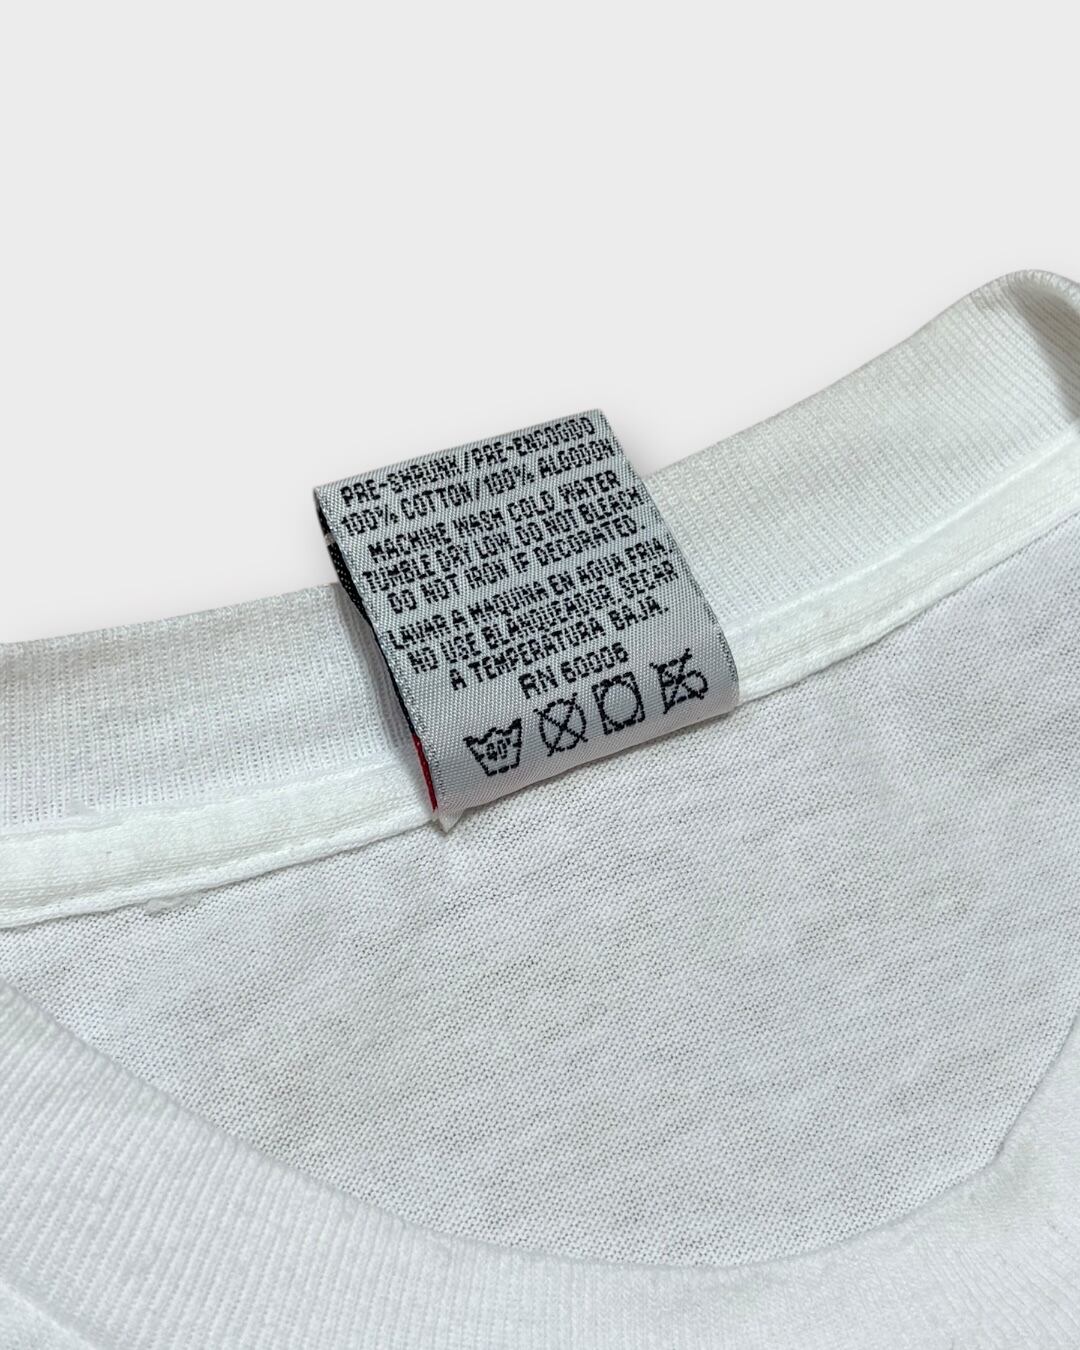 PRE-SHRUNK/PRE-ENCOGIDO
100% COTTON/100% ALGODON
MACHINE WASH COLD WATER
TUMBLE DRY LOW. DO NOT BLEACH
DO NOT IRON IF DECORATED.
LAVAR A MAQUINA EN AGUA FRIA.
NO USE BLANQUEADOR. SECAR
A TEMPERATURA BAJA.
RN 60006
40°